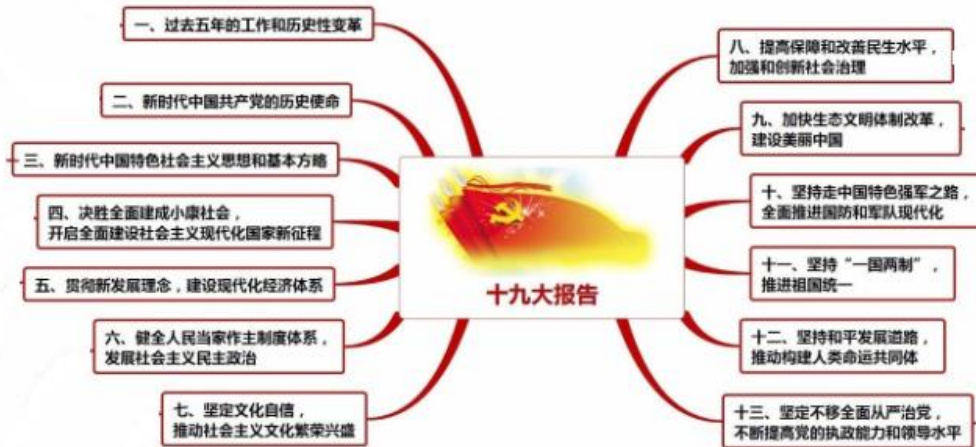 一、过去五年的工作和历史性变革
二、新时代中国共产党的历史使命
三、新时代中国特色社会主义思想和基本方略
四、决胜全面建成小康社会，
开启全面建设社会主义现代化国家新征程
五、贯彻新发展理念，建设现代化经济体系
六、健全人民当家作主制度体系，
发展社会主义民主政治
七、坚定文化自信，
推动社会主义文化繁荣兴盛
十九大报告
八、提高保障和改善民生水平，
加强和创新社会治理
九、加快生态文明体制改革，
建设美丽中国
十、坚持走中国特色强军之路，
全面推进国防和军队现代化
十一、坚持“一国两制”，
推进祖国统一
十二、坚持和平发展道路，
推动构建人类命运共同体
十三、坚定不移全面从严治党，
不断提高党的执政能力和领导水平